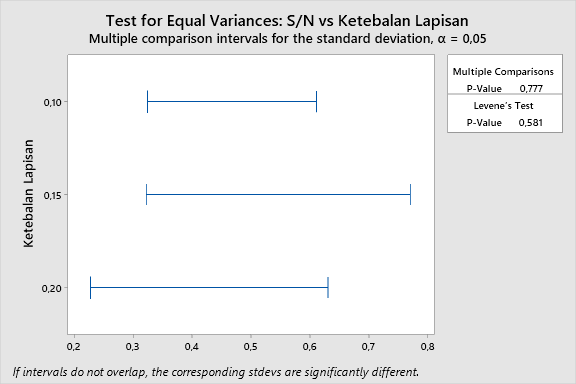 Test for Equal Variances: S/N vs Ketebalan Lapisan
Multiple comparison intervals for the standard deviation, α = 0,05
Multiple Comparisons
P-Value 0,777
Levene's Test
P-Value 0,581
Ketebalan Lapisan
0,10
0,15
0,20
0,2 0,3 0,4 0,5 0,6 0,7 0,8
If intervals do not overlap, the corresponding stdevs are significantly different.